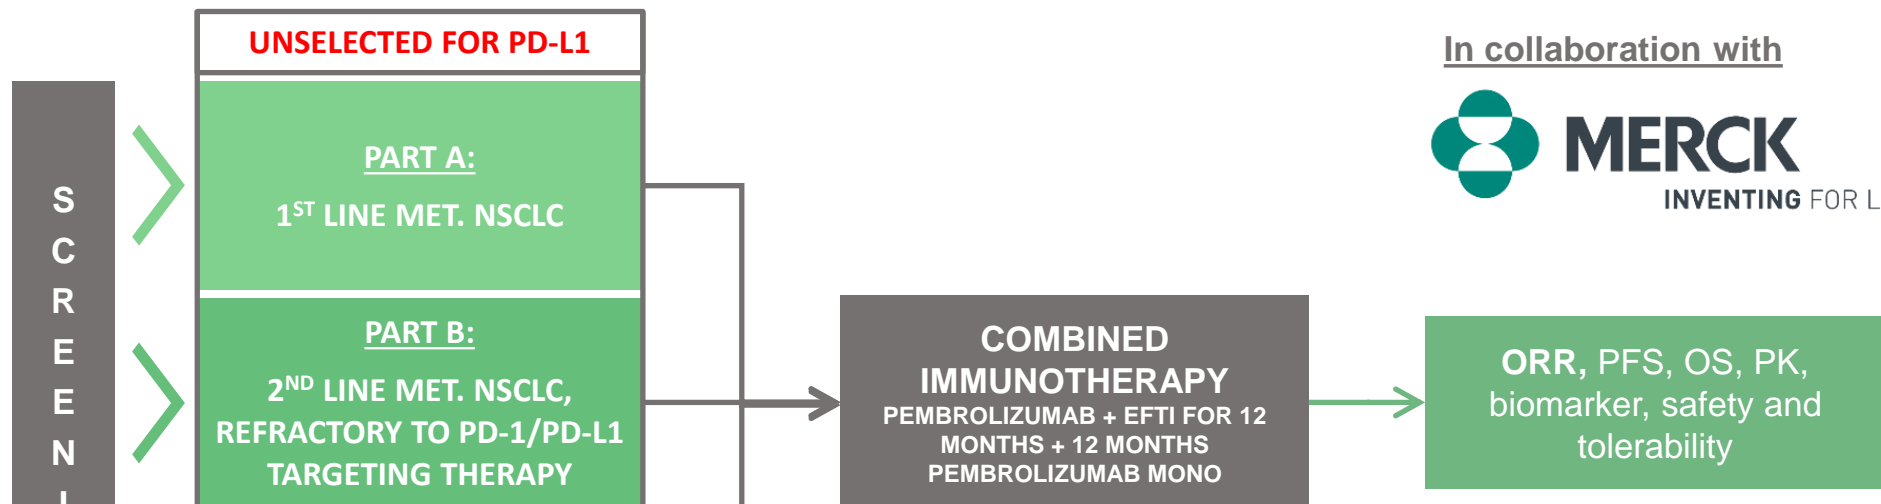 UNSELECTED FOR PD-L1
In collaboration with
MERCK
INVENTING FOR L
S
C
R
E
E
N
PART A:
1ST LINE MET. NSCLC
PART B:
2ND LINE MET. NSCLC,
REFRACTORY TO PD-1/PD-L1
TARGETING THERAPY
COMBINED
IMMUNOTHERAPY
PEMBROLIZUMAB + EFTI FOR 12
MONTHS + 12 MONTHS
PEMBROLIZUMAB MONO
ORR, PFS, OS, PK,
biomarker, safety and
tolerability